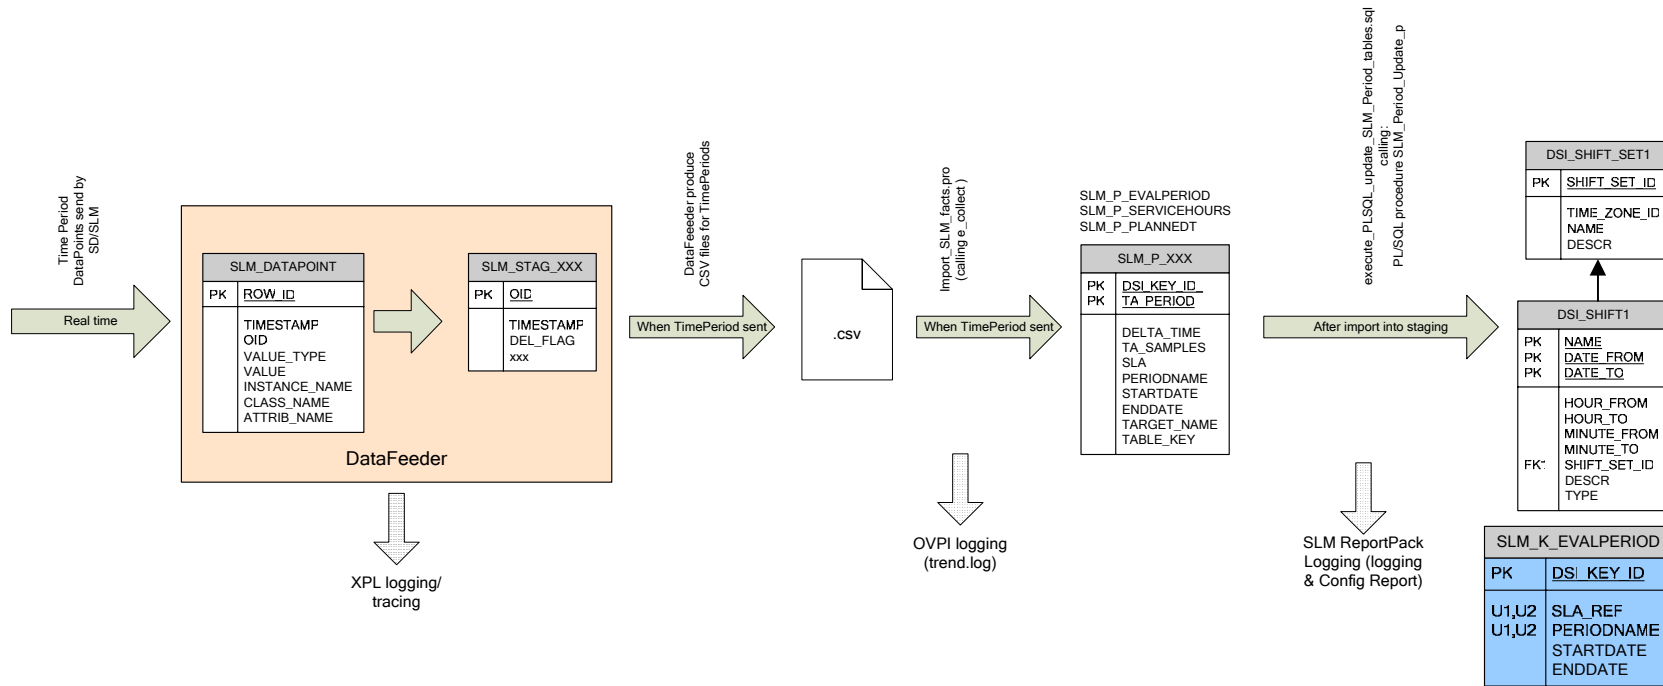 Time Period
DataPoints send by
SD/SLM
Real time
SLM_DATAPOINT
PK ROW_ID
TIMESTAMP
OID
VALUE_TYPE
VALUE
INSTANCE_NAME
CLASS_NAME
ATTRIB_NAME
SLM_STAG_XXX
PK OID
TIMESTAMP
DEL_FLAG
xxx
DataFeeder
XPL logging/
tracing
DataFeeeder produce
CSV files for TimePeriods
When TimePeriod sent
.csv
Import_SLM_facts.pro
(calling e_collect )
When TimePeriod sent
OVPI logging
(trend.log)
SLM_P_EVALPERIOD
SLM_P_SERVICEHOURS
SLM_P_PLANNEDT
SLM_P_XXX
PK DSI_KEY_ID_
PK TA_PERIOD
DELTA_TIME
TA_SAMPLES
SLA
PERIODNAME
STARTDATE
ENDDATE
TARGET_NAME
TABLE_KEY
execute_PLSQL_update_SLM_Period_tables.sql
calling:
PL/SQL procedure SLM_Period_Update_p
After import into staging
SLM ReportPack
Logging (logging
& Config Report)
DSI_SHIFT_SET1
PK SHIFT_SET_ID
TIME_ZONE_ID
NAME
DESCR
DSI_SHIFT1
PK NAME
PK DATE_FROM
PK DATE_TO
HOUR_FROM
HOUR_TO
MINUTE_FROM
MINUTE_TO
FK1 SHIFT_SET_ID
DESCR
TYPE
SLM_K_EVALPERIOD
PK DSI_KEY_ID
U1,U2 SLA_REF
U1,U2 PERIODNAME
STARTDATE
ENDDATE